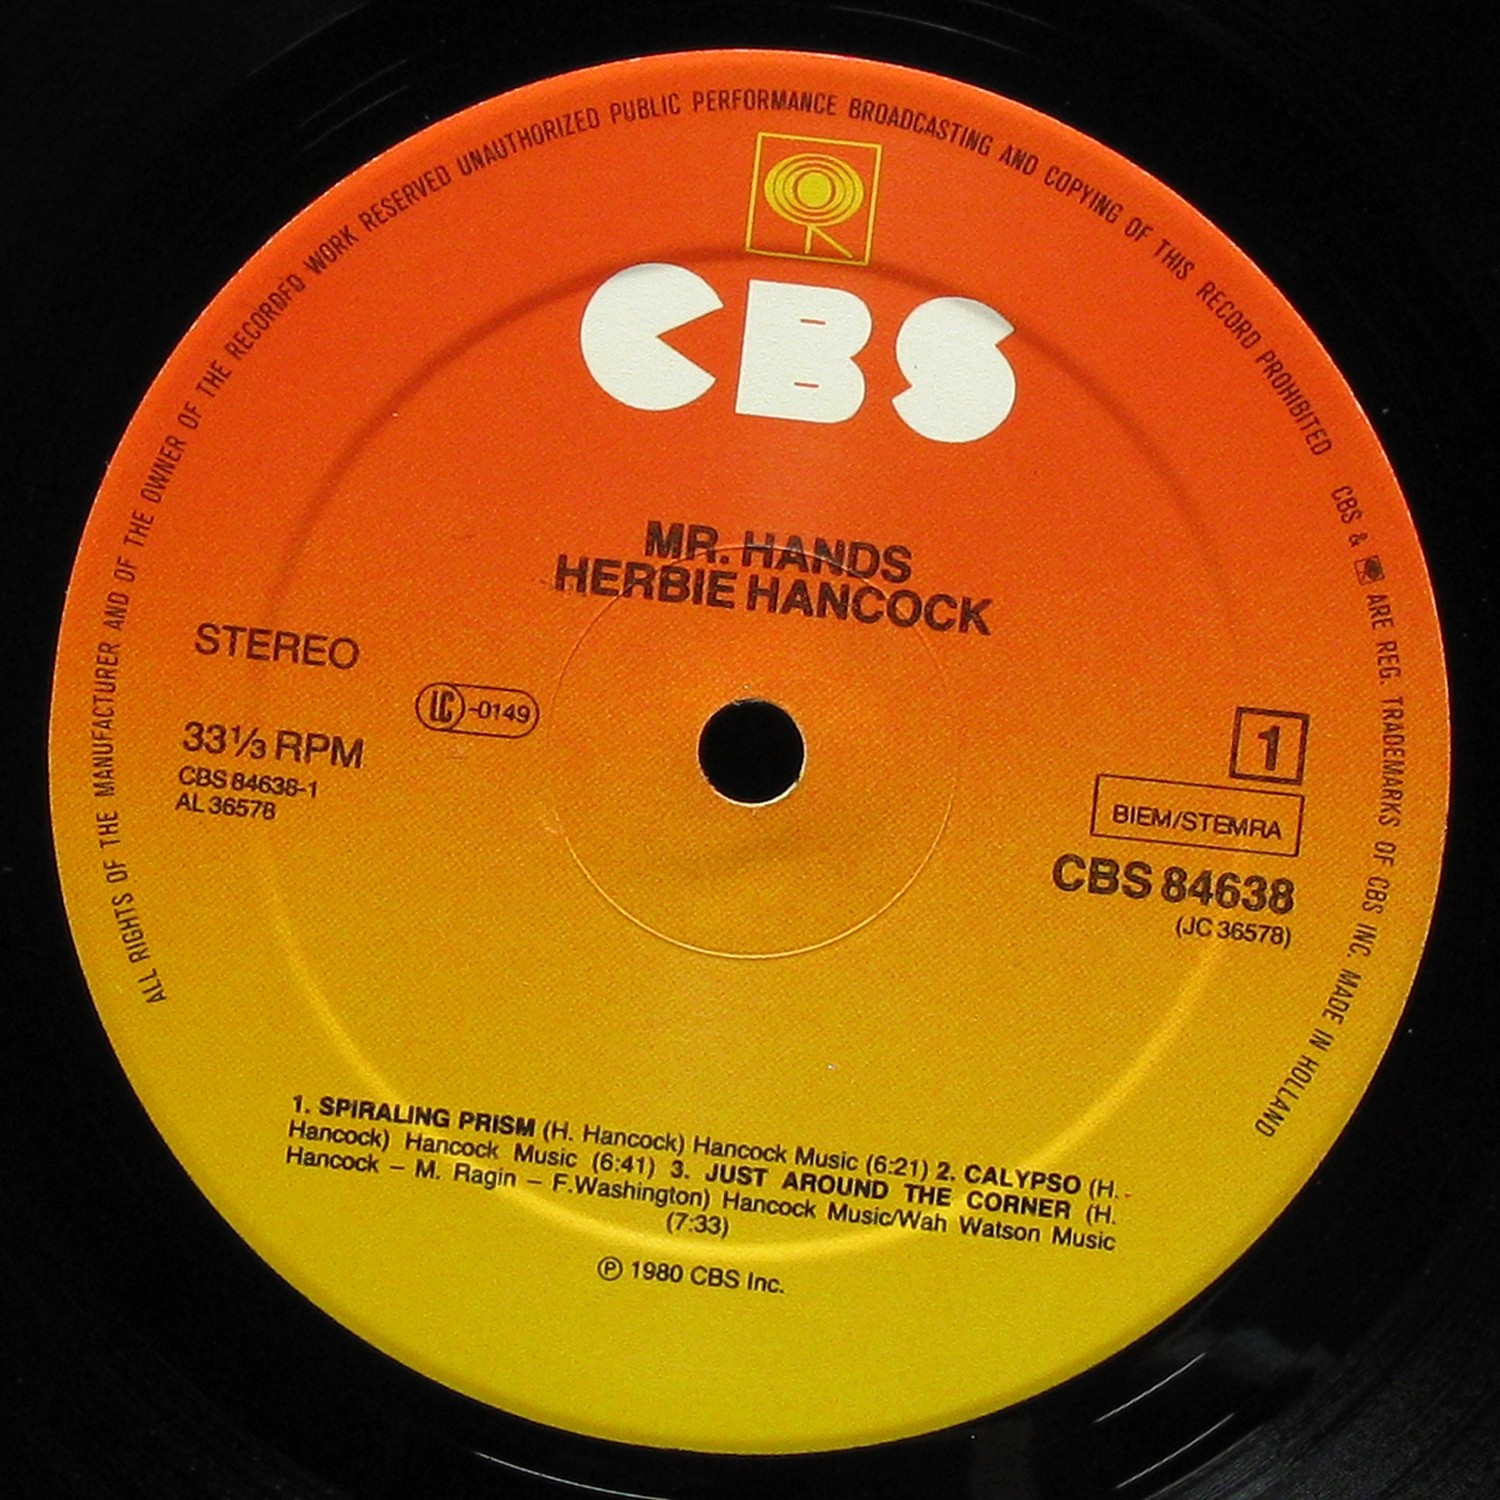 ALL RIGHTS OF THE MANUFACTURER AND OF THE OWNER OF THE RECORDED WORK RESERVED UNAUTHORIZED PUBLIC PERFORMANCE BROADCASTING AND COPYING OF THIS RECORD PROHIBITED CBS & ARE REG. TRADEMARKS OF CBS INC. MADE IN HOLLAND
CBS
MR. HANDS
HERBIE HANCOCK
STEREO
LC-0149
33⅓ RPM
CBS 84638-1
AL 36578
1
BIEM/STEMRA
CBS 84638
(JC 36578)
1. SPIRALING PRISM (H. Hancock) Hancock Music (6:21) 2. CALYPSO (H.
Hancock) Hancock Music (6:41) 3. JUST AROUND THE CORNER (H.
Hancock – M. Ragin – F.Washington) Hancock Music/Wah Watson Music
(7:33)
℗ 1980 CBS Inc.